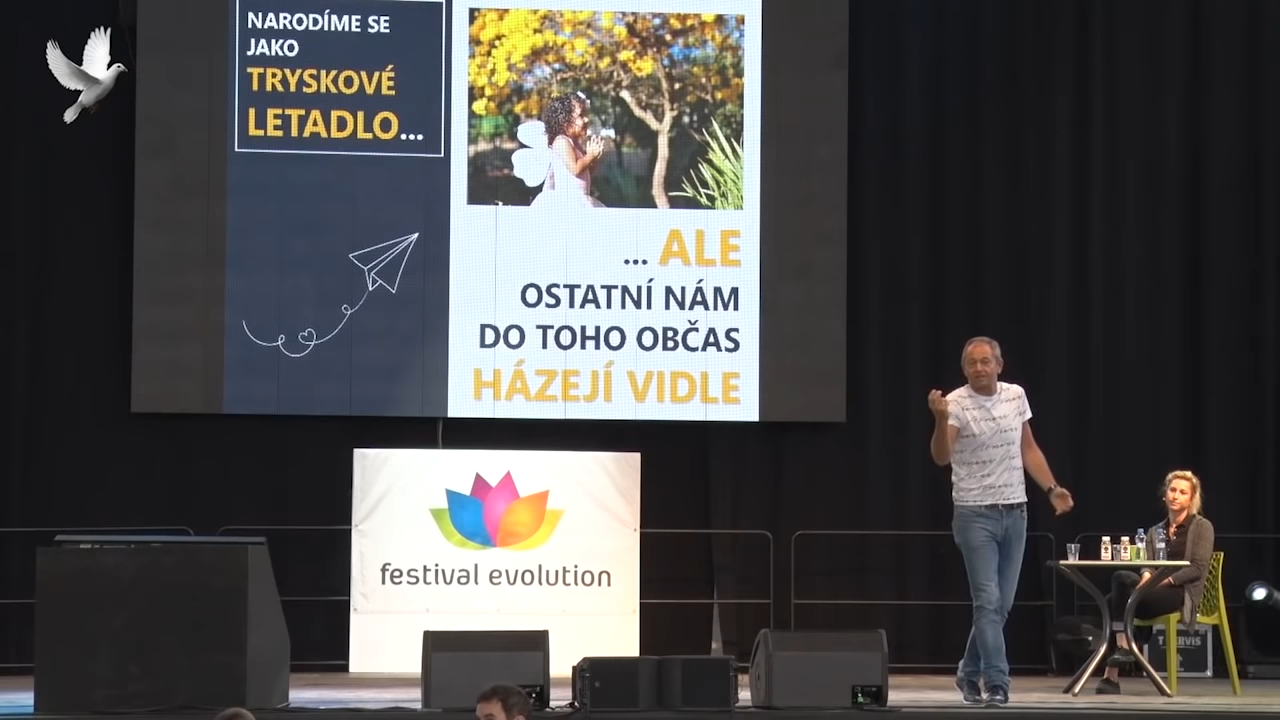 NARODÍME SE
JAKO
TRYSKOVÉ
LETADLO...
... ALE
OSTATNÍ NÁM
DO TOHO OBČAS
HÁZEJÍ VIDLE
festival evolution